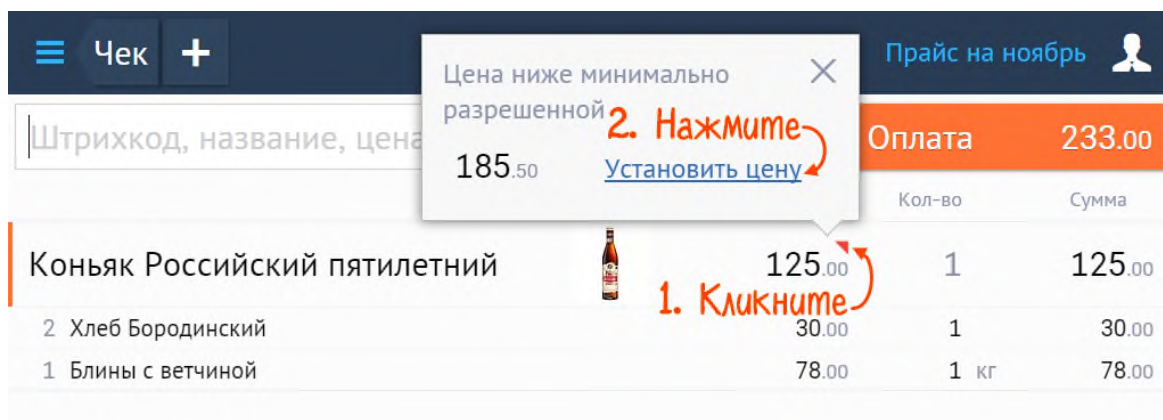 Чек +
Прайс на ноябрь
Цена ниже минимально
разрешенной
185.50 Установить цену
2. Нажмите
Штрихкод, название, цена
Оплата 233.00
Кол-во Сумма
Коньяк Российский пятилетний 125.00 1 125.00
1. Кликните
2 Хлеб Бородинский 30.00 1 30.00
1 Блины с ветчиной 78.00 1 кг 78.00